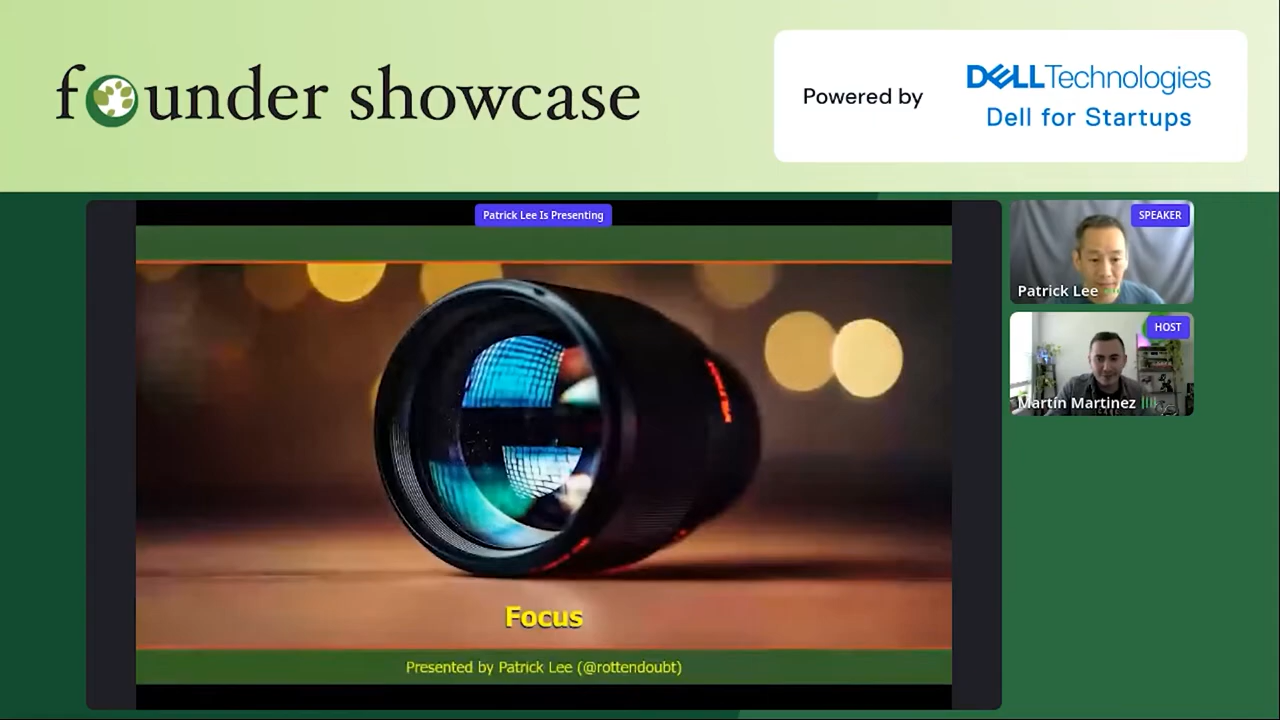 founder showcase
Powered by
DELL Technologies
Dell for Startups
Patrick Lee Is Presenting
SPEAKER
Patrick Lee
HOST
Martín Martinez
Focus
Presented by Patrick Lee (@rottendoubt)